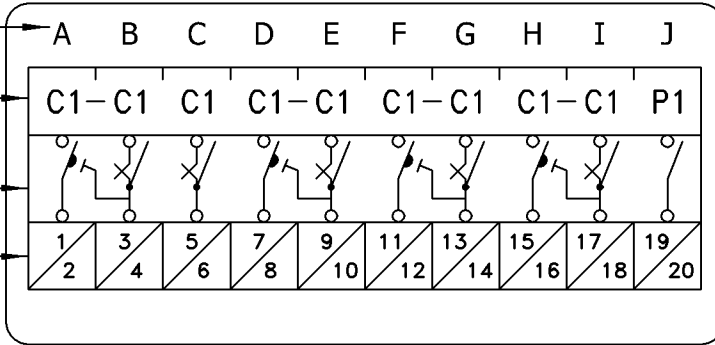 A B C D E F G H I J
C1-C1 C1 C1-C1 C1-C1 C1-C1 P1
1 3 5 7 9 11 13 15 17 19
2 4 6 8 10 12 14 16 18 20